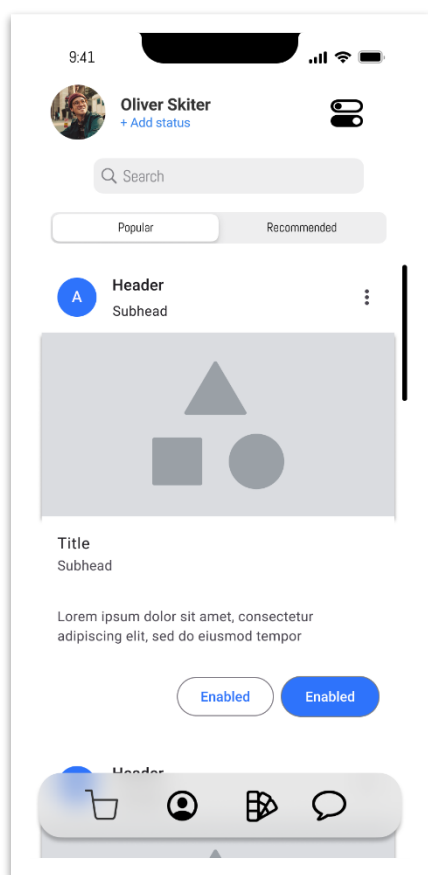 9:41
Oliver Skiter
+ Add status
Search
Popular
Recommended
A
Header
Subhead
Title
Subhead
Lorem ipsum dolor sit amet, consectetur
adipiscing elit, sed do eiusmod tempor
Enabled
Enabled
Header